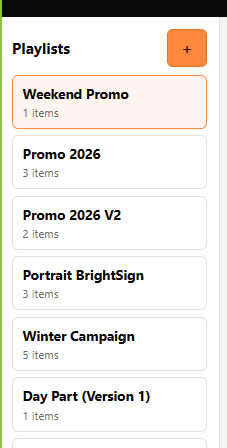 Playlists
+
Weekend Promo
1 items
Promo 2026
3 items
Promo 2026 V2
2 items
Portrait BrightSign
3 items
Winter Campaign
5 items
Day Part (Version 1)
1 items